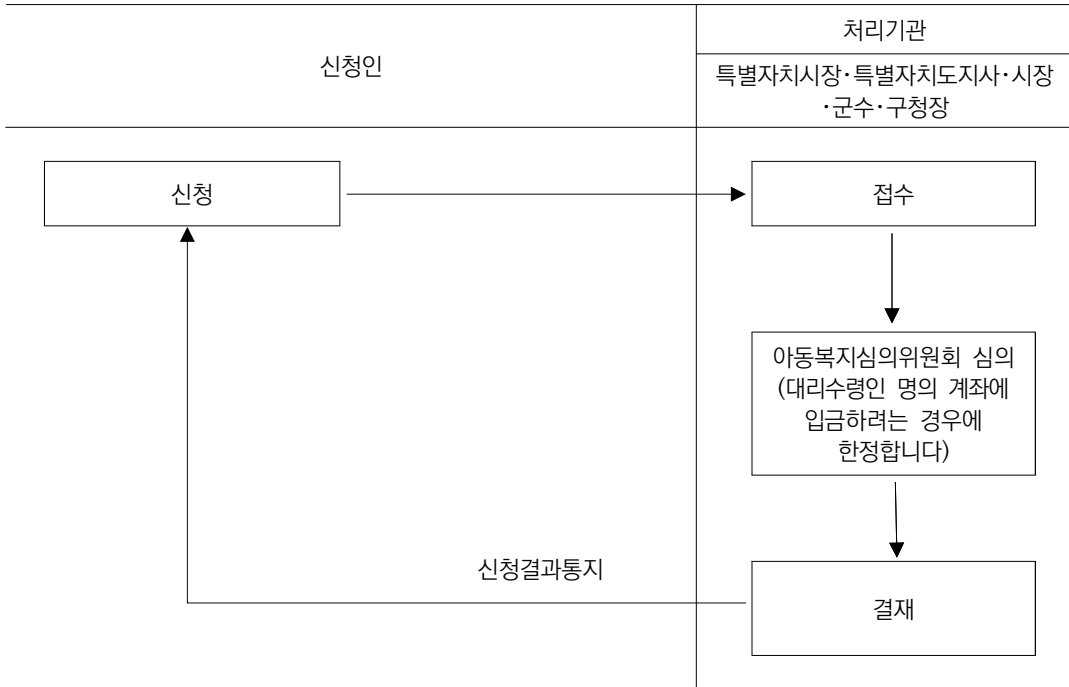 신청인
처리기관
특별자치시장·특별자치도지사·시장
·군수·구청장
신청
접수
아동복지심의위원회 심의
(대리수령인 명의 계좌에
입금하려는 경우에
한정합니다)
신청결과통지
결재